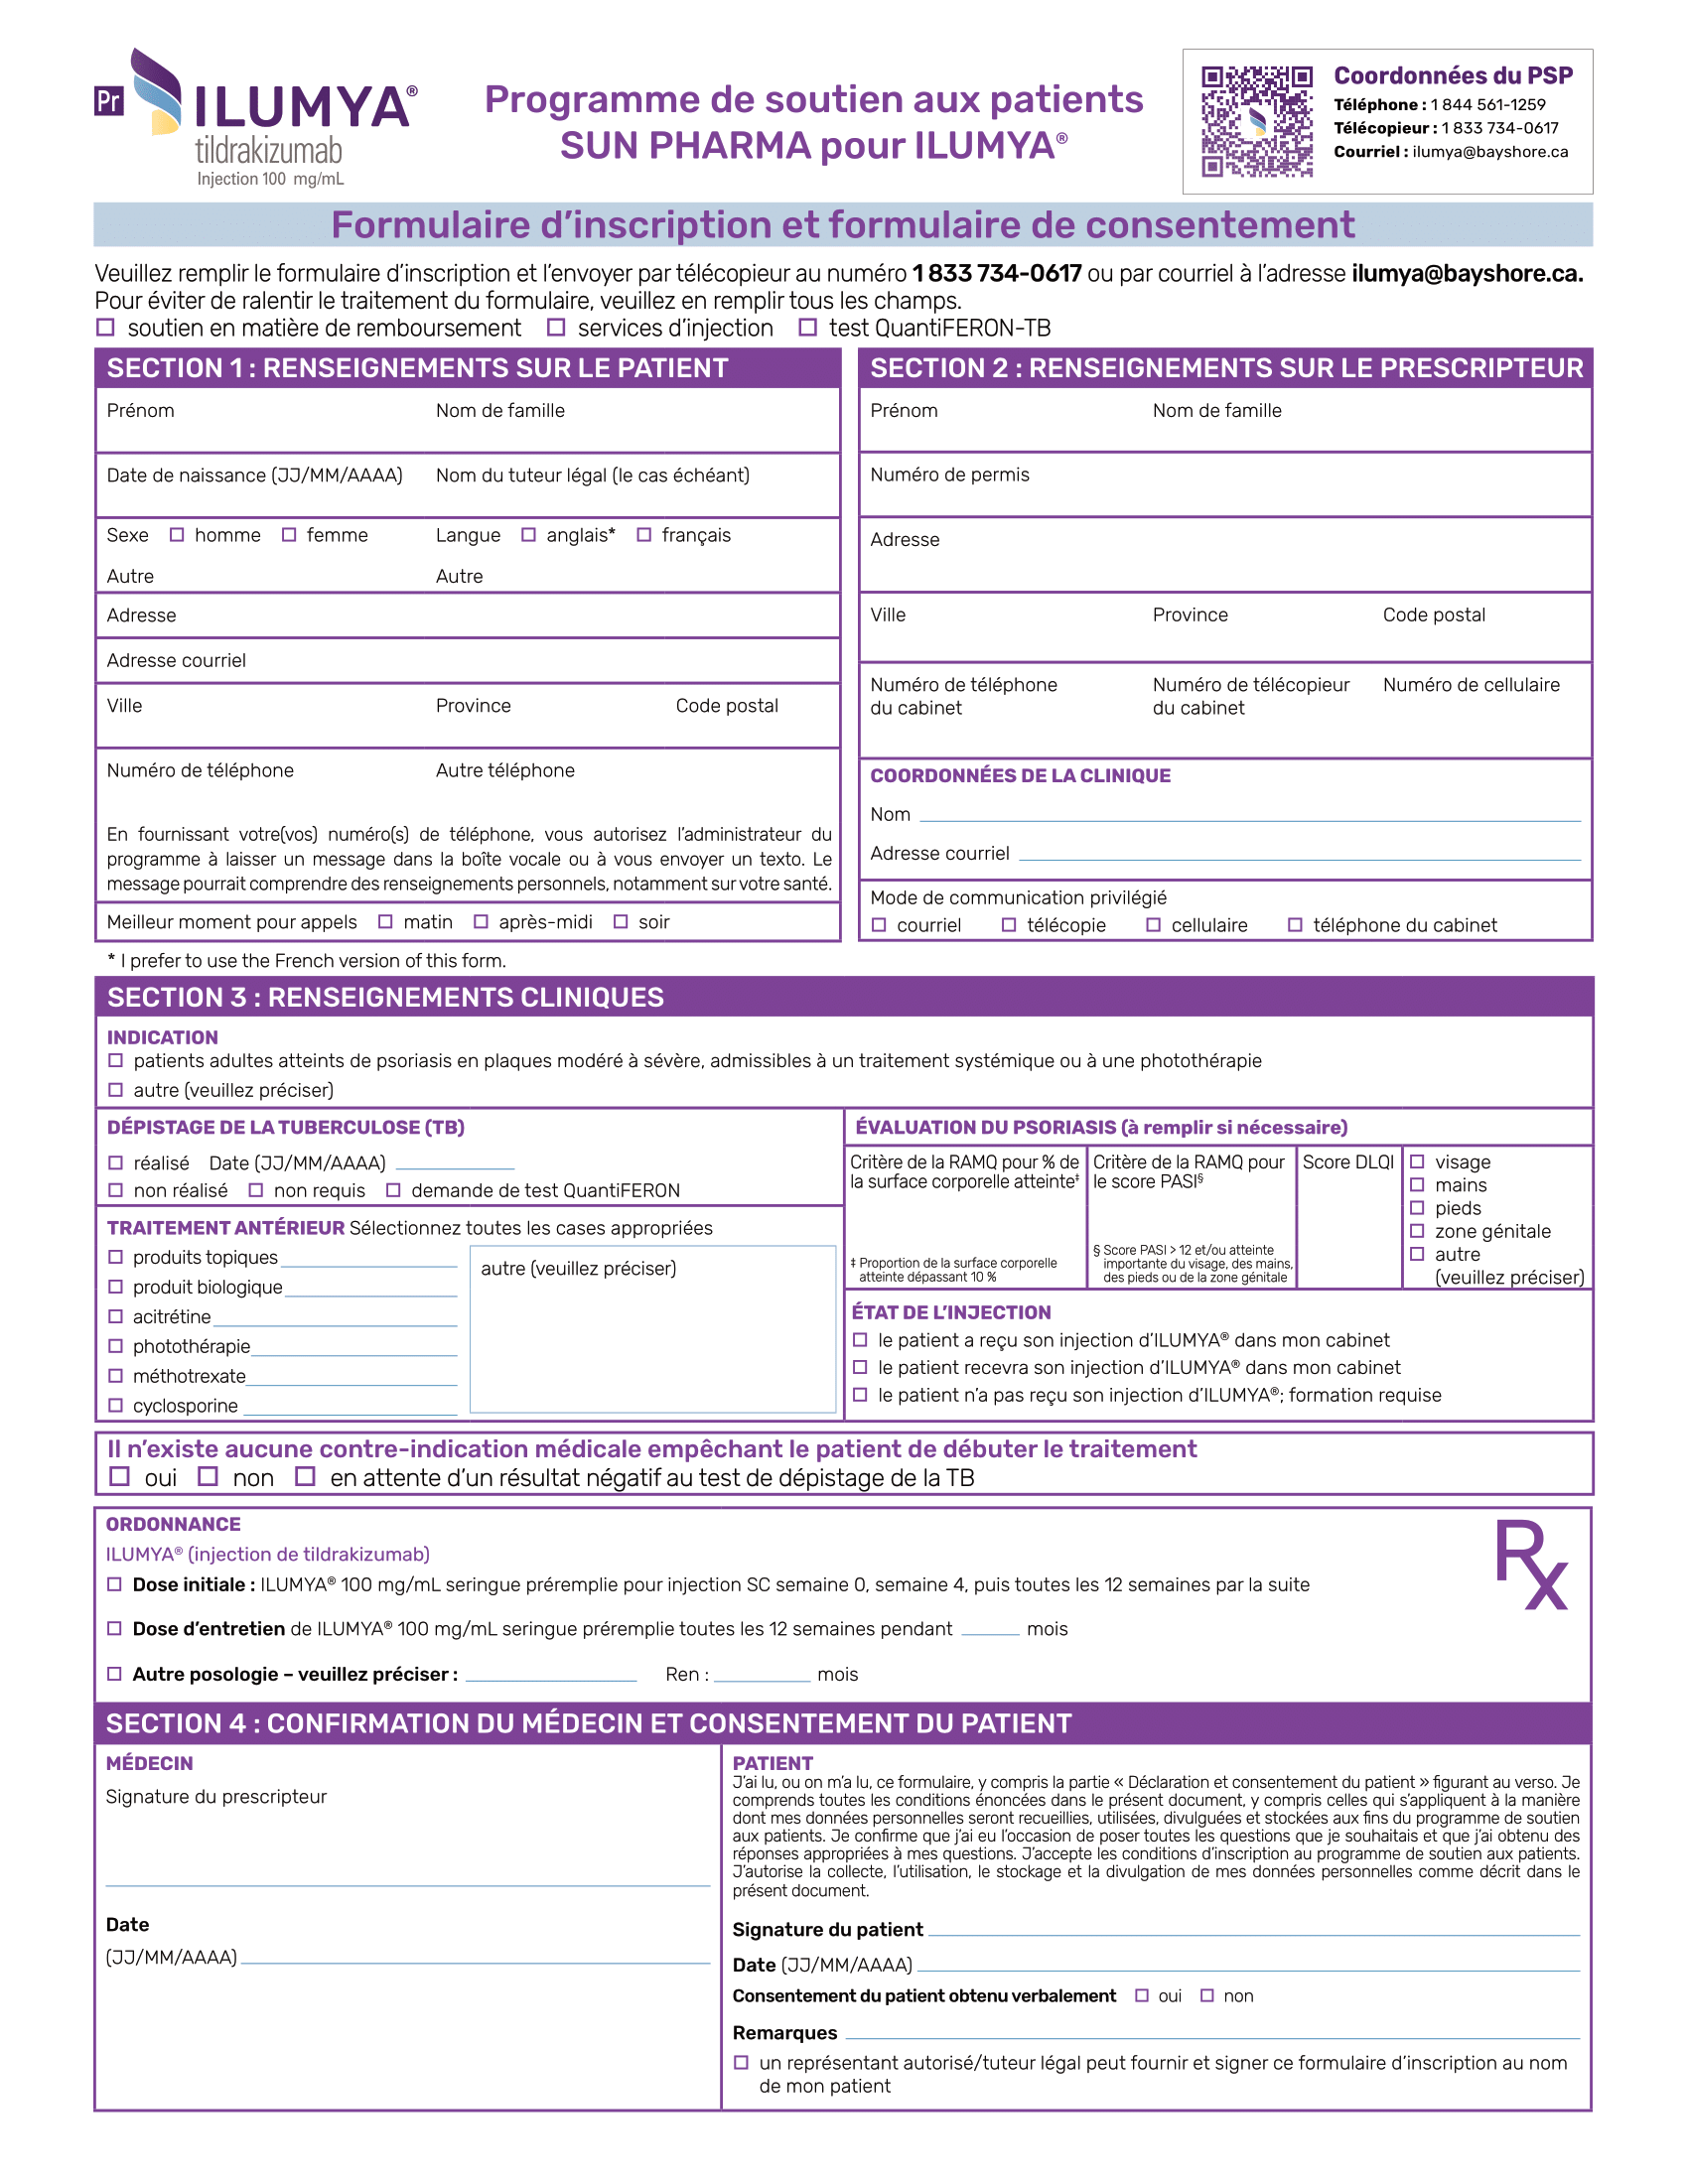 Pr ILUMYA®
tildrakizumab
Injection 100 mg/mL
Programme de soutien aux patients
SUN PHARMA pour ILUMYA®
Coordonnées du PSP
Téléphone : 1 844 561-1259
Télécopieur : 1 833 734-0617
Courriel : ilumya@bayshore.ca
Formulaire d’inscription et formulaire de consentement
Veuillez remplir le formulaire d’inscription et l’envoyer par télécopieur au numéro 1 833 734-0617 ou par courriel à l’adresse ilumya@bayshore.ca.
Pour éviter de ralentir le traitement du formulaire, veuillez en remplir tous les champs.
☐ soutien en matière de remboursement ☐ services d’injection ☐ test QuantiFERON-TB
SECTION 1 : RENSEIGNEMENTS SUR LE PATIENT
Prénom Nom de famille
Date de naissance (JJ/MM/AAAA) Nom du tuteur légal (le cas échéant)
Sexe ☐ homme ☐ femme Langue ☐ anglais* ☐ français
Autre Autre
Adresse
Adresse courriel
Ville Province Code postal
Numéro de téléphone Autre téléphone
En fournissant votre(vos) numéro(s) de téléphone, vous autorisez l’administrateur du
programme à laisser un message dans la boîte vocale ou à vous envoyer un texto. Le
message pourrait comprendre des renseignements personnels, notamment sur votre santé.
Meilleur moment pour appels ☐ matin ☐ après-midi ☐ soir
* I prefer to use the French version of this form.
SECTION 2 : RENSEIGNEMENTS SUR LE PRESCRIPTEUR
Prénom Nom de famille
Numéro de permis
Adresse
Ville Province Code postal
Numéro de téléphone Numéro de télécopieur Numéro de cellulaire
du cabinet du cabinet
COORDONNÉES DE LA CLINIQUE
Nom
Adresse courriel
Mode de communication privilégié
☐ courriel ☐ télécopie ☐ cellulaire ☐ téléphone du cabinet
SECTION 3 : RENSEIGNEMENTS CLINIQUES
INDICATION
☐ patients adultes atteints de psoriasis en plaques modéré à sévère, admissibles à un traitement systémique ou à une photothérapie
☐ autre (veuillez préciser)
DÉPISTAGE DE LA TUBERCULOSE (TB)
☐ réalisé Date (JJ/MM/AAAA)
☐ non réalisé ☐ non requis ☐ demande de test QuantiFERON
TRAITEMENT ANTÉRIEUR Sélectionnez toutes les cases appropriées
☐ produits topiques
☐ produit biologique
☐ acitrétine
☐ photothérapie
☐ méthotrexate
☐ cyclosporine
autre (veuillez préciser)
ÉVALUATION DU PSORIASIS (à remplir si nécessaire)
Critère de la RAMQ pour % de
la surface corporelle atteinte‡
‡ Proportion de la surface corporelle
atteinte dépassant 10 %
Critère de la RAMQ pour
le score PASI§
§ Score PASI > 12 et/ou atteinte
importante du visage, des mains,
des pieds ou de la zone génitale
Score DLQI
☐ visage
☐ mains
☐ pieds
☐ zone génitale
☐ autre
(veuillez préciser)
ÉTAT DE L’INJECTION
☐ le patient a reçu son injection d’ILUMYA® dans mon cabinet
☐ le patient recevra son injection d’ILUMYA® dans mon cabinet
☐ le patient n’a pas reçu son injection d’ILUMYA®; formation requise
Il n’existe aucune contre-indication médicale empêchant le patient de débuter le traitement
☐ oui ☐ non ☐ en attente d’un résultat négatif au test de dépistage de la TB
ORDONNANCE
Rx
ILUMYA® (injection de tildrakizumab)
☐ Dose initiale : ILUMYA® 100 mg/mL seringue préremplie pour injection SC semaine 0, semaine 4, puis toutes les 12 semaines par la suite
☐ Dose d’entretien de ILUMYA® 100 mg/mL seringue préremplie toutes les 12 semaines pendant ____ mois
☐ Autre posologie – veuillez préciser : ____ Ren : ____ mois
SECTION 4 : CONFIRMATION DU MÉDECIN ET CONSENTEMENT DU PATIENT
MÉDECIN
Signature du prescripteur
Date
(JJ/MM/AAAA)
PATIENT
J’ai lu, ou on m’a lu, ce formulaire, y compris la partie « Déclaration et consentement du patient » figurant au verso. Je
comprends toutes les conditions énoncées dans le présent document, y compris celles qui s’appliquent à la manière
dont mes données personnelles seront recueillies, utilisées, divulguées et stockées aux fins du programme de soutien
aux patients. Je confirme que j’ai eu l’occasion de poser toutes les questions que je souhaitais et que j’ai obtenu des
réponses appropriées à mes questions. J’accepte les conditions d’inscription au programme de soutien aux patients.
J’autorise la collecte, l’utilisation, le stockage et la divulgation de mes données personnelles comme décrit dans le
présent document.
Signature du patient
Date (JJ/MM/AAAA)
Consentement du patient obtenu verbalement ☐ oui ☐ non
Remarques
☐ un représentant autorisé/tuteur légal peut fournir et signer ce formulaire d’inscription au nom
de mon patient